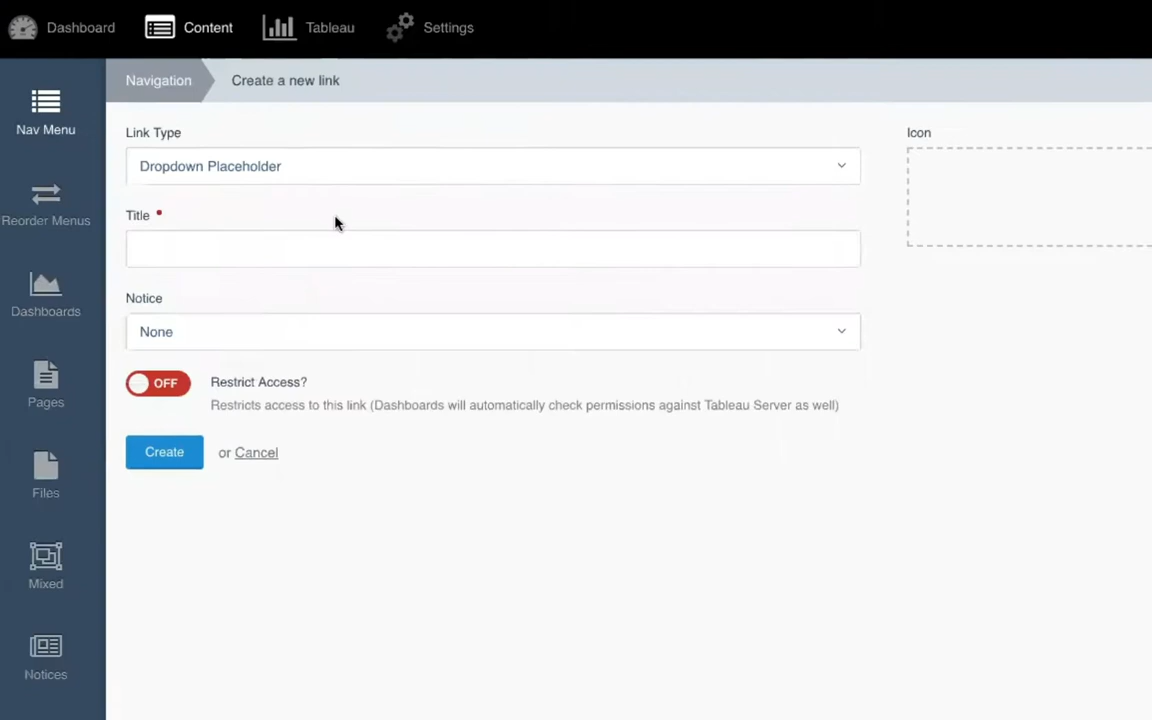 Dashboard Content Tableau Settings
Navigation Create a new link
Nav Menu
Reorder Menus
Dashboards
Pages
Files
Mixed
Notices
Link Type
Dropdown Placeholder
Title
Notice
None
OFF Restrict Access?
Restricts access to this link (Dashboards will automatically check permissions against Tableau Server as well)
Create or Cancel
Icon